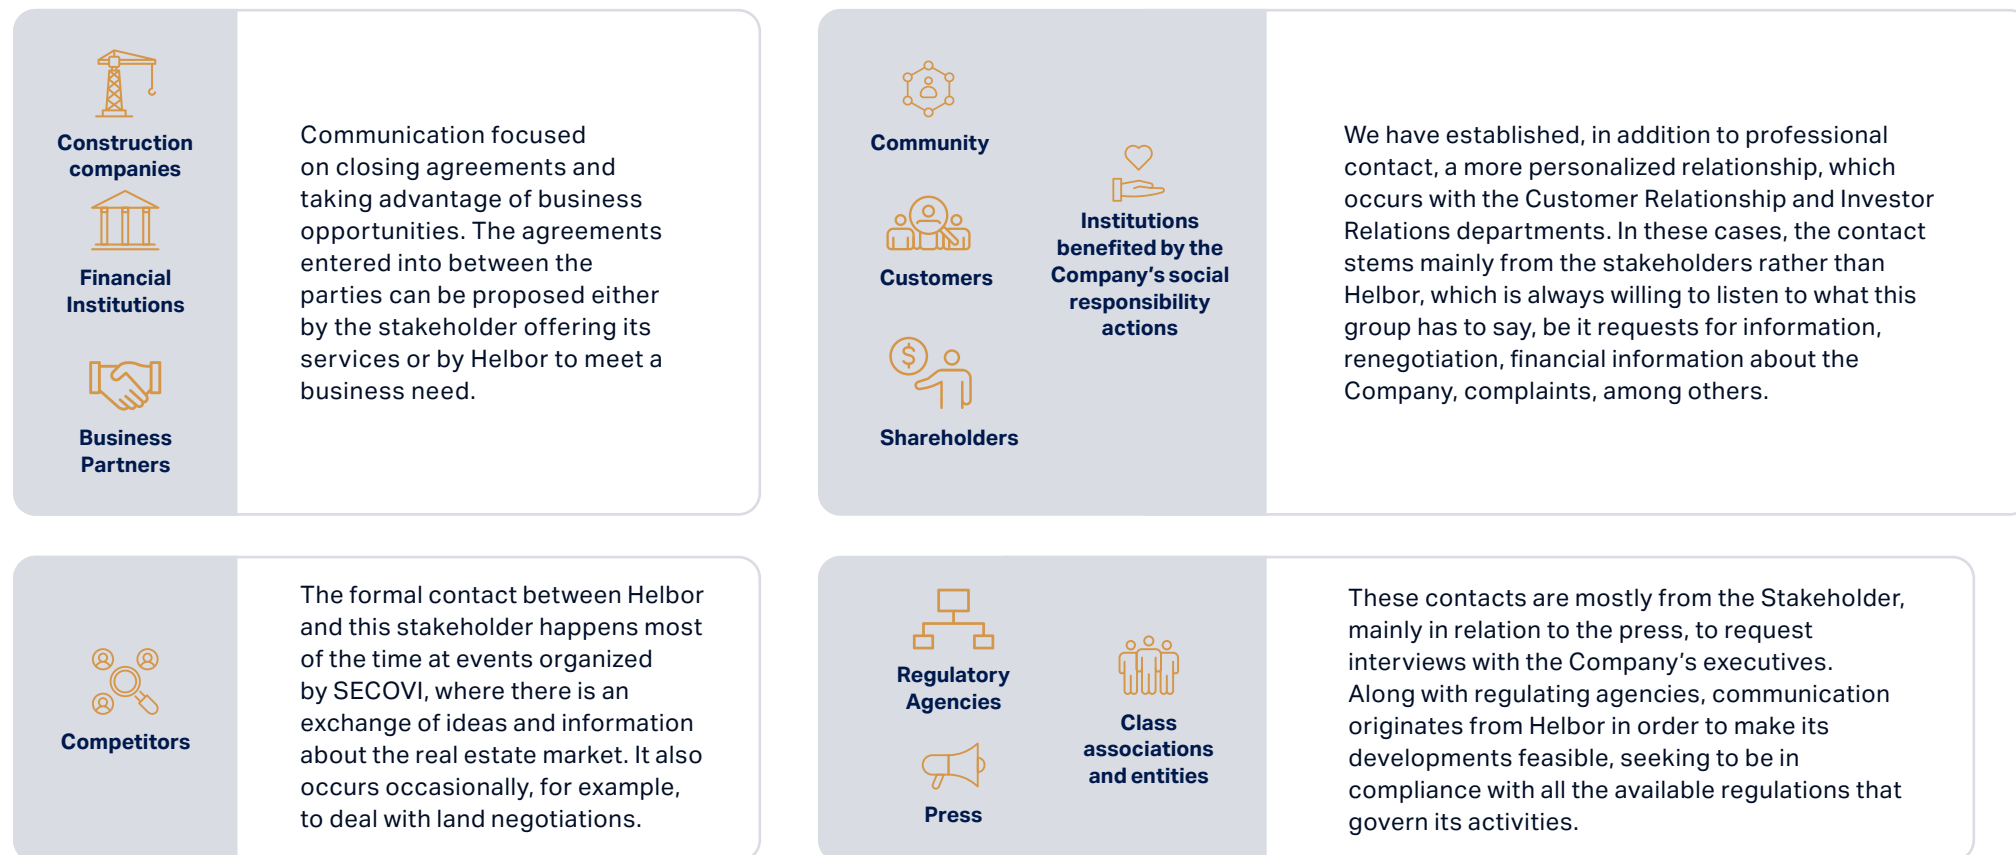 Construction
companies
Financial
Institutions
Business
Partners
Communication focused
on closing agreements and
taking advantage of business
opportunities. The agreements
entered into between the
parties can be proposed either
by the stakeholder offering its
services or by Helbor to meet a
business need.
Community
Customers
Shareholders
Institutions
benefited by the
Company’s social
responsibility
actions
We have established, in addition to professional
contact, a more personalized relationship, which
occurs with the Customer Relationship and Investor
Relations departments. In these cases, the contact
stems mainly from the stakeholders rather than
Helbor, which is always willing to listen to what this
group has to say, be it requests for information,
renegotiation, financial information about the
Company, complaints, among others.
Competitors
The formal contact between Helbor
and this stakeholder happens most
of the time at events organized
by SECOVI, where there is an
exchange of ideas and information
about the real estate market. It also
occurs occasionally, for example,
to deal with land negotiations.
Regulatory
Agencies
Press
Class
associations
and entities
These contacts are mostly from the Stakeholder,
mainly in relation to the press, to request
interviews with the Company’s executives.
Along with regulating agencies, communication
originates from Helbor in order to make its
developments feasible, seeking to be in
compliance with all the available regulations that
govern its activities.